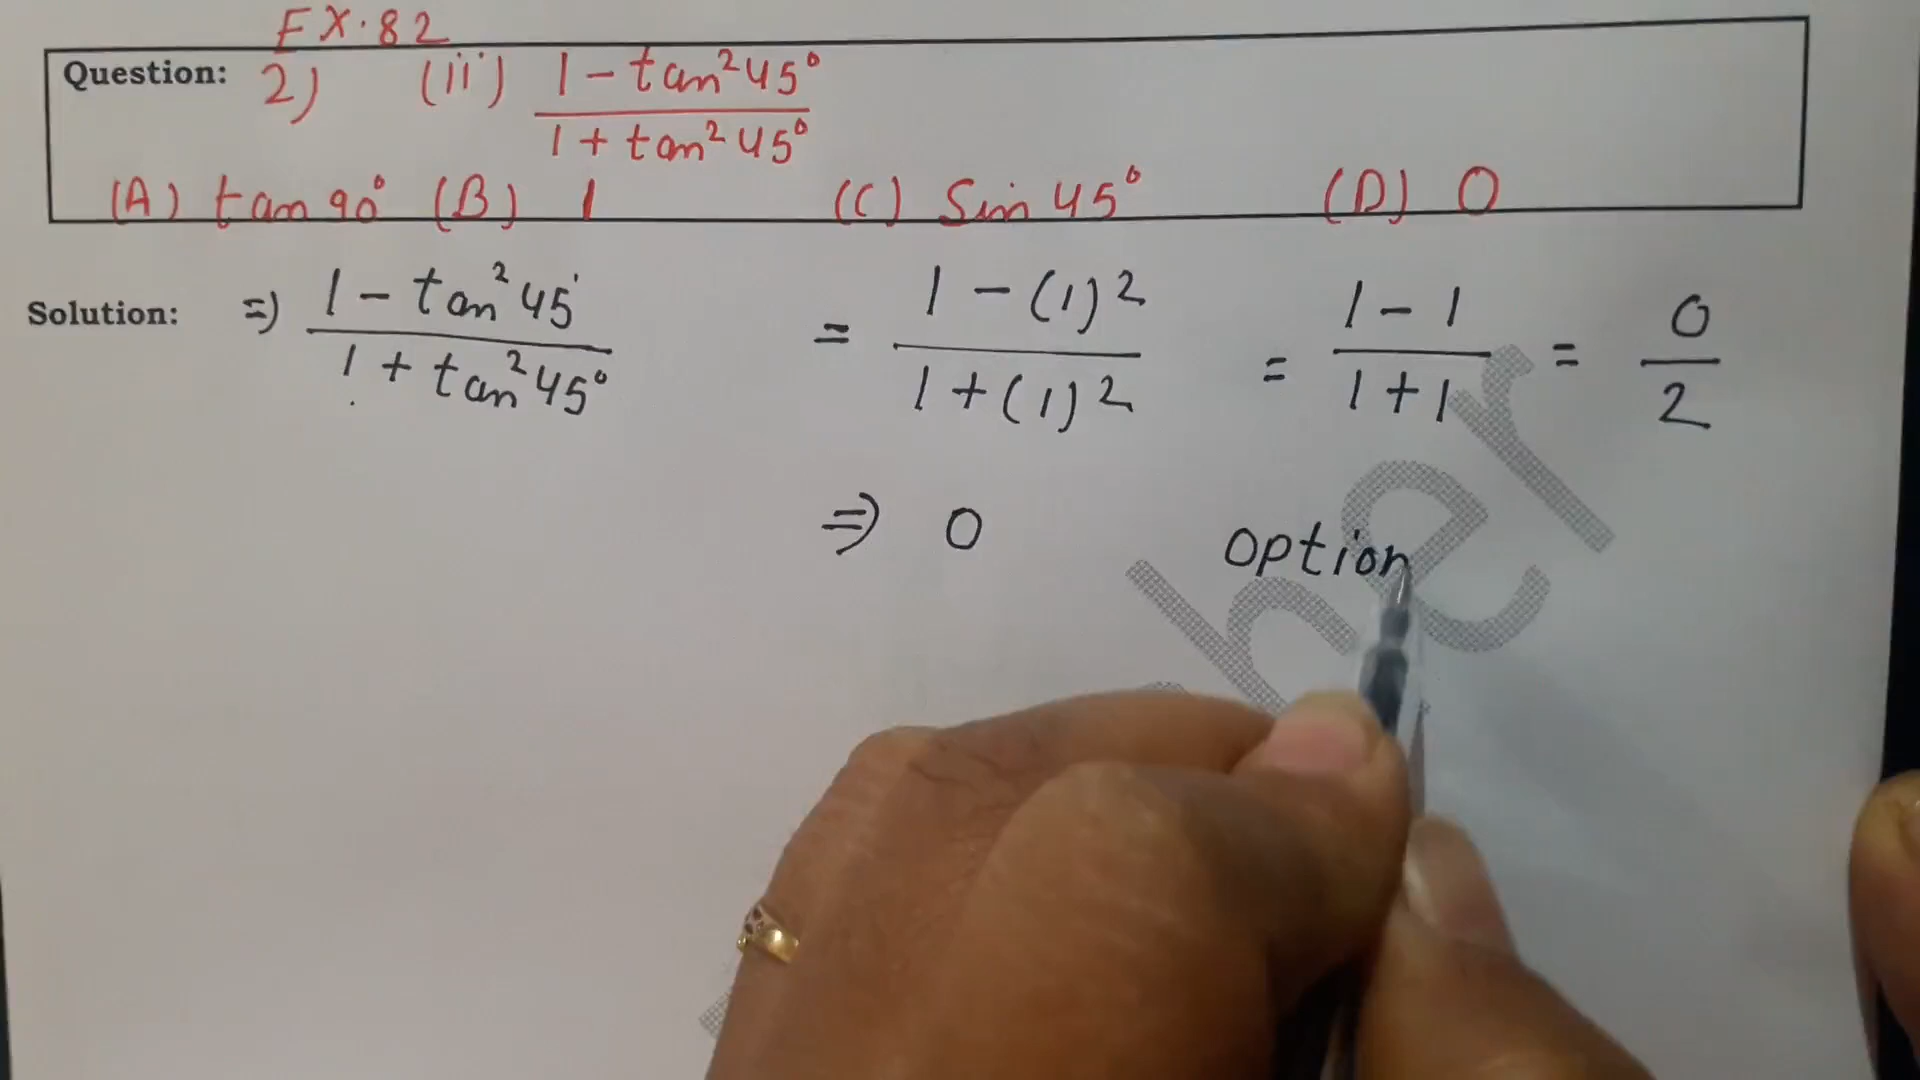 EX.82
Question: 2) (ii) 1 - tan²45°
1 + tan²45°
(A) tan 90° (B) 1 (C) Sin 45° (D) 0
Solution: ⇒ 1 - tan²45° = 1 - (1)² = 1 - 1 = 0
1 + tan²45° 1 + (1)² 1 + 1 2
⇒ 0 option